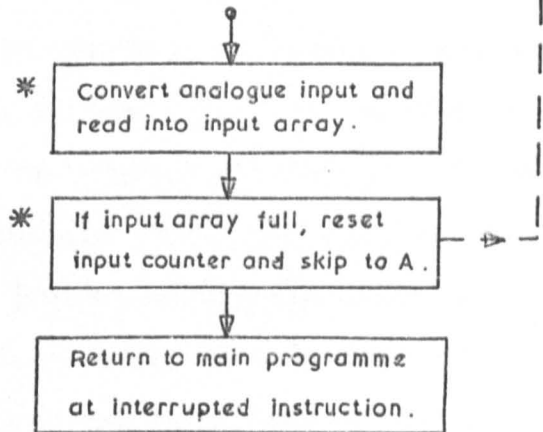 * Convert analogue input and
read into input array.
* If input array full, reset
input counter and skip to A.
Return to main programme
at interrupted instruction.